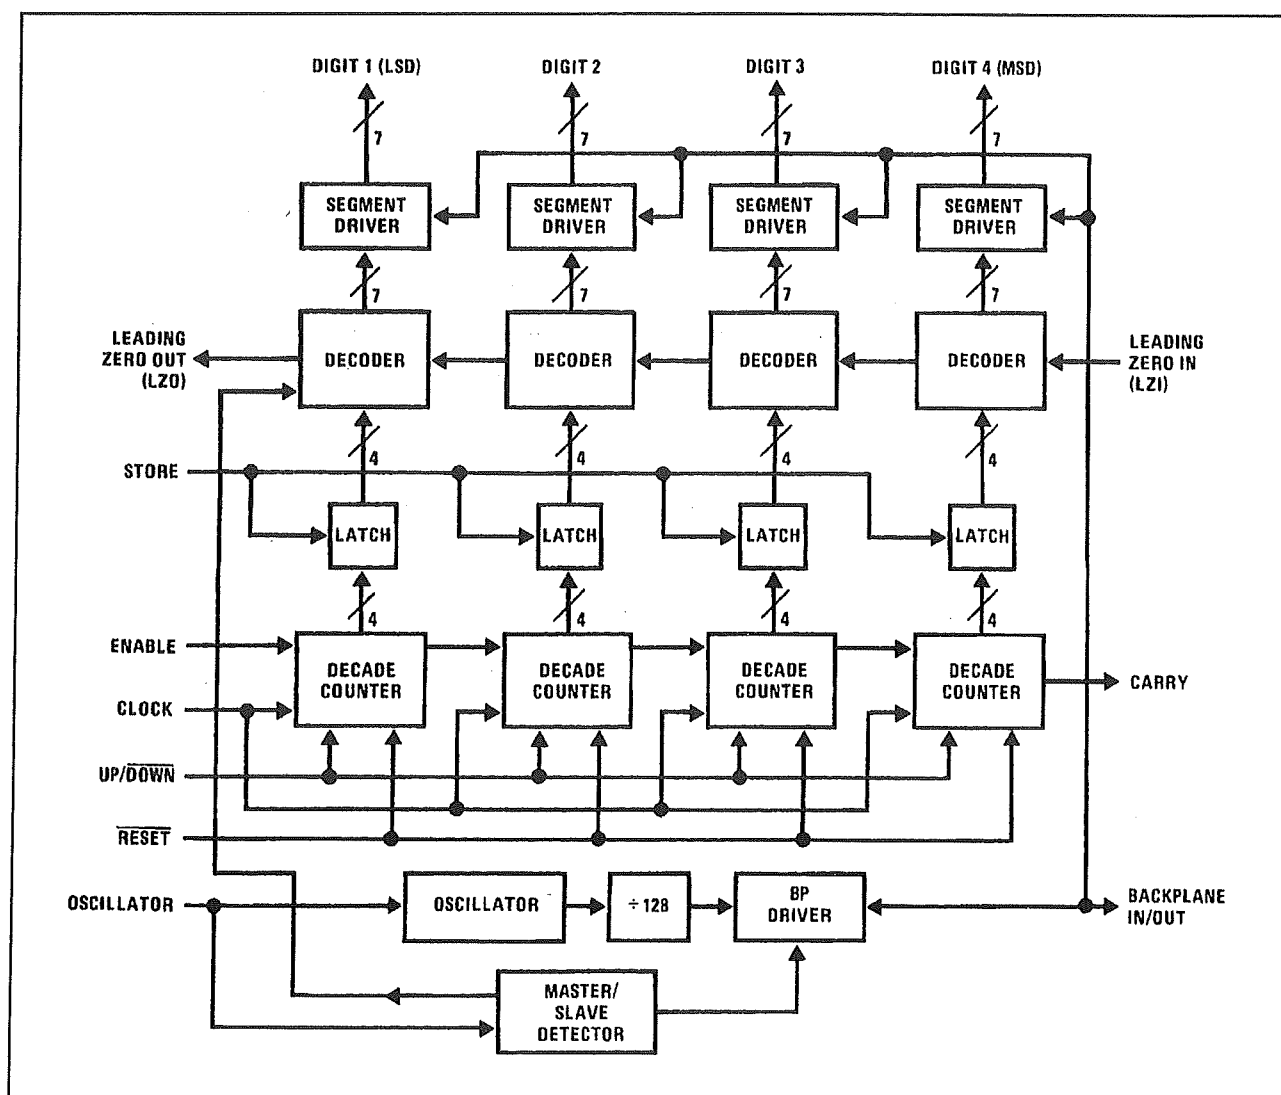 DIGIT 1 (LSD) DIGIT 2 DIGIT 3 DIGIT 4 (MSD)
7 7 7 7
SEGMENT DRIVER SEGMENT DRIVER SEGMENT DRIVER SEGMENT DRIVER
7 7 7 7
LEADING ZERO OUT (LZO)
DECODER DECODER DECODER DECODER
LEADING ZERO IN (LZI)
4 4 4 4
STORE
LATCH LATCH LATCH LATCH
4 4 4 4
ENABLE
DECADE COUNTER DECADE COUNTER DECADE COUNTER DECADE COUNTER
CARRY
CLOCK
UP/DOWN
RESET
OSCILLATOR OSCILLATOR ÷128 BP DRIVER
BACKPLANE IN/OUT
MASTER/ SLAVE DETECTOR